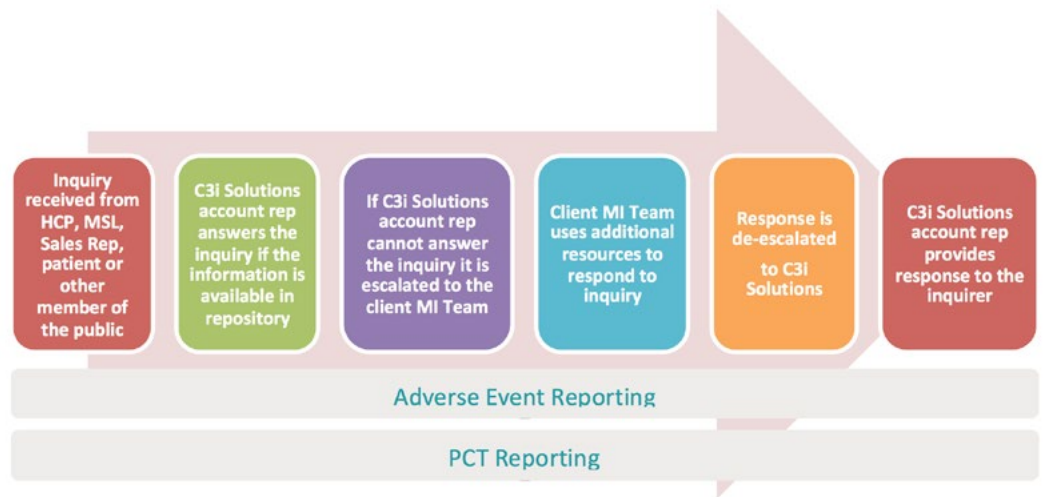 Inquiry
received from
HCP, MSL,
Sales Rep,
patient or
other
member of
the public
C3i Solutions
account rep
answers the
inquiry if the
information is
available in
repository
If C3i Solutions
account rep
cannot answer
the inquiry it is
escalated to the
client MI Team
Client MI Team
uses additional
resources to
respond to
inquiry
Response is
de-escalated
to C3i
Solutions
C3i Solutions
account rep
provides
response to the
inquirer
Adverse Event Reporting
PCT Reporting